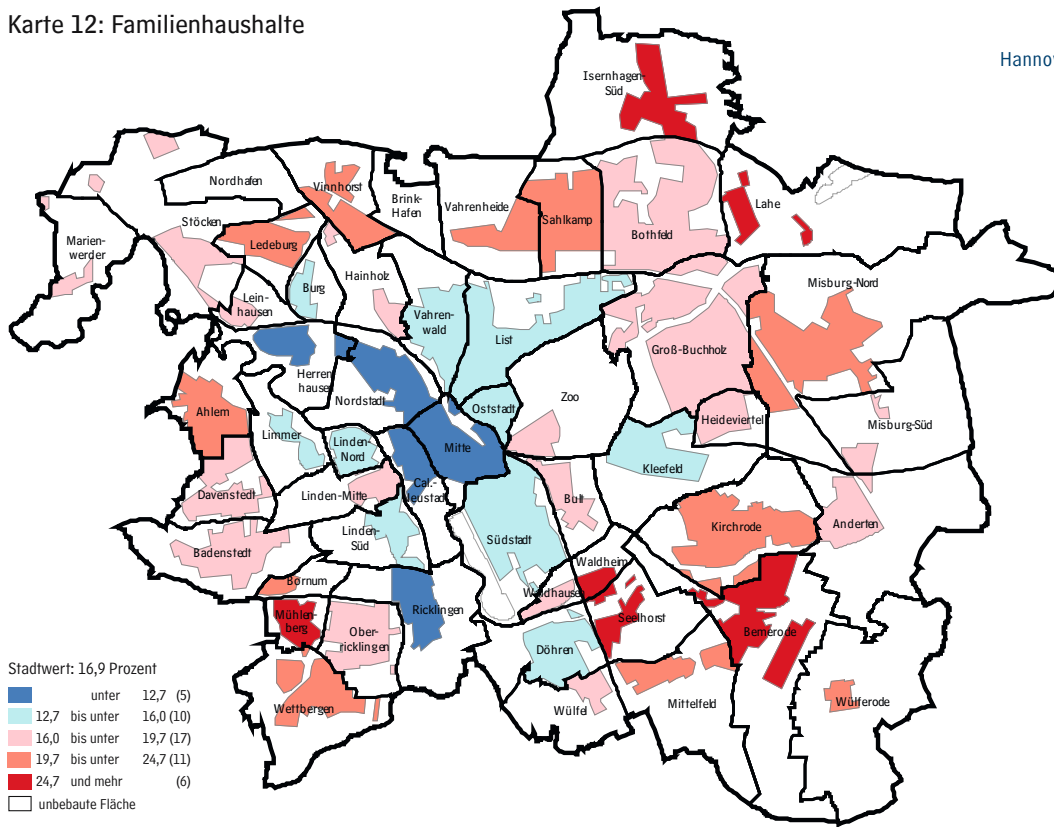 Karte 12: Familienhaushalte
Hannov
Isernhagen-
Süd
Nordhafen
Vinnhorst
Brink-
Hafen
Vahrenheide
Sahlkamp
Bothfeld
Lahe
Stöcken
Marien-
werder
Ledeburg
Hainholz
Burg
Lein-
hausen
Vahren-
wald
List
Misburg-Nord
Groß-Buchholz
Herren
hausen
Nordstadt
Zoo
Oststadt
Ahlem
Limmer
Linden-
Nord
Mitte
Heideviertel
Misburg-Süd
Kleefeld
Davenstedt
Linden-Mitte
Cal.-
Neustadt
Bult
Kirchrode
Anderten
Badenstedt
Linden-
Süd
Südstadt
Waldheim
Bornum
Waldhausen
Ricklingen
Seelhorst
Mühlen-
berg
Ober-
ricklingen
Bemerode
Döhren
Wettbergen
Wülfel
Mittelfeld
Wülferode
Stadtwert: 16,9 Prozent
unter 12,7 (5)
12,7 bis unter 16,0 (10)
16,0 bis unter 19,7 (17)
19,7 bis unter 24,7 (11)
24,7 und mehr (6)
unbebaute Fläche